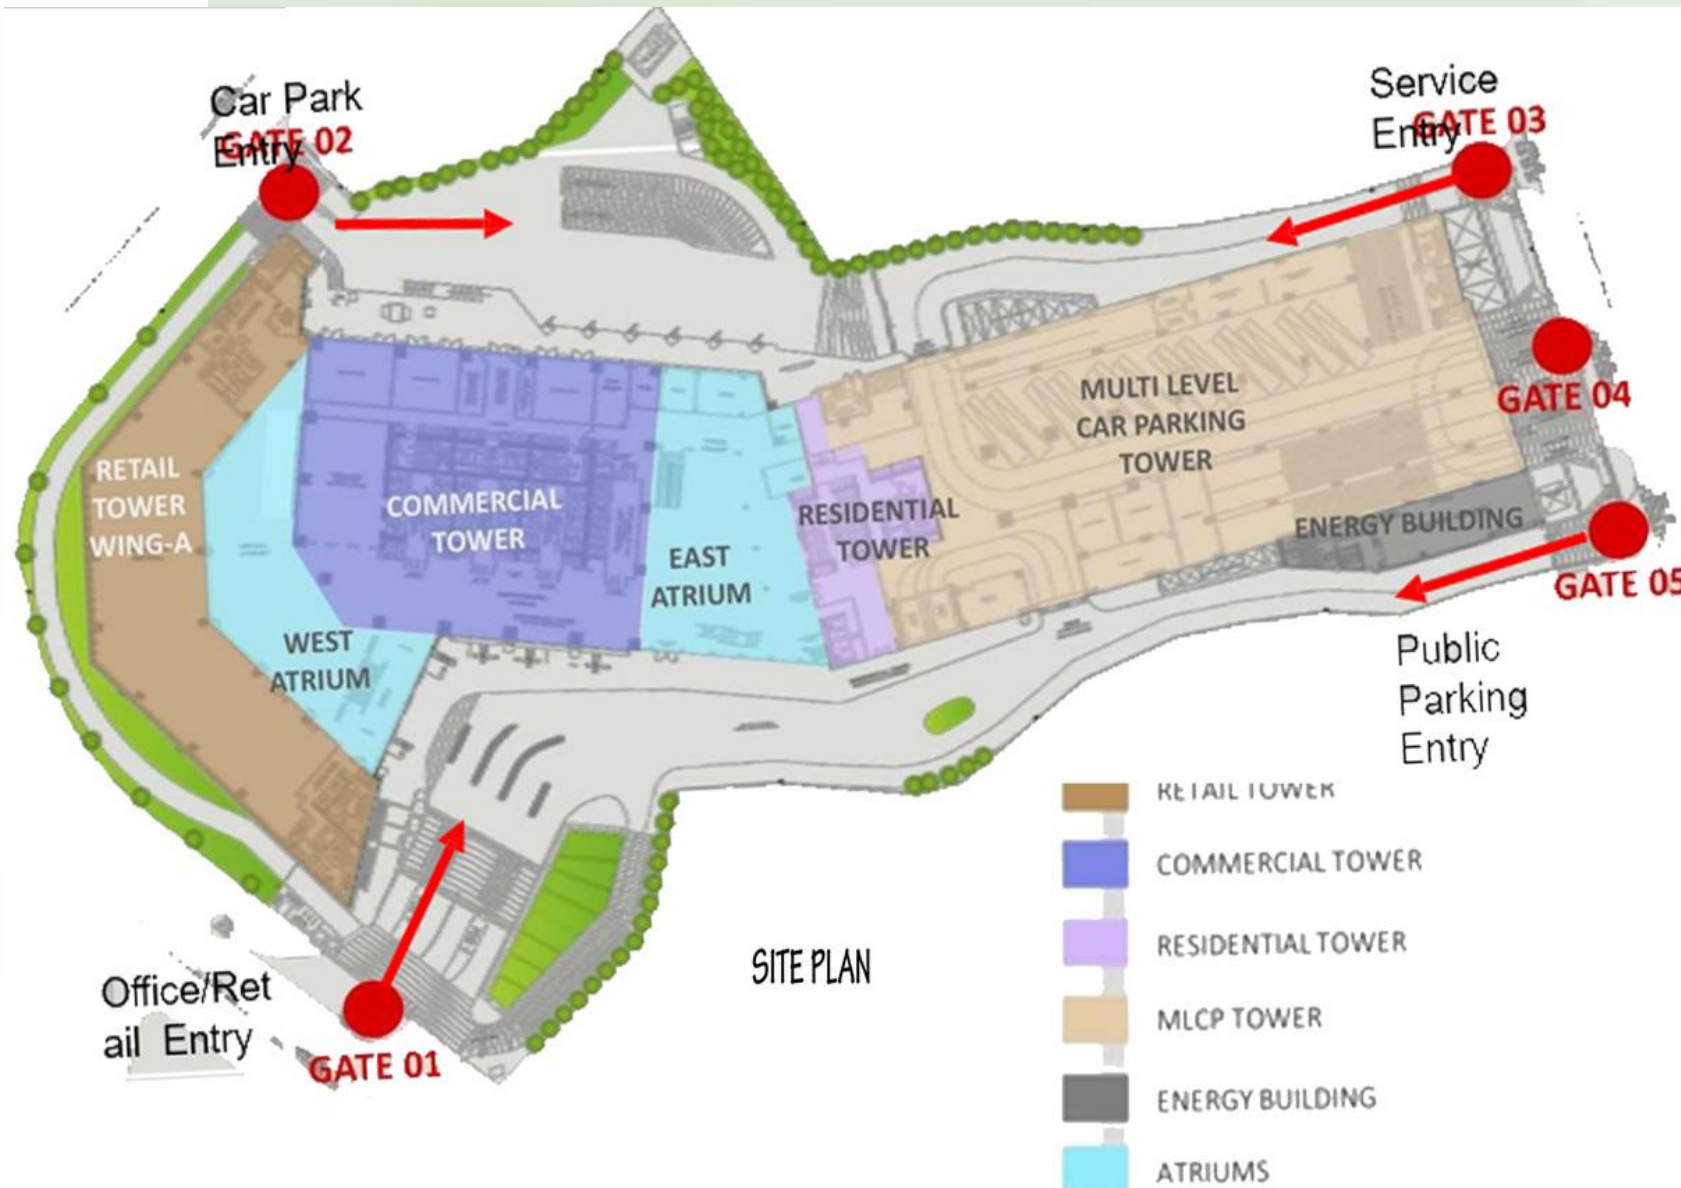 Car Park
GATE 02
Entry
Service
GATE 03
Entry
MULTI LEVEL
CAR PARKING
TOWER
GATE 04
RETAIL
TOWER
WING-A
COMMERCIAL
TOWER
RESIDENTIAL
TOWER
ENERGY BUILDING
EAST
ATRIUM
GATE 05
WEST
ATRIUM
Public
Parking
Entry
RETAIL TOWER
COMMERCIAL TOWER
RESIDENTIAL TOWER
MLCP TOWER
ENERGY BUILDING
ATRIUMS
SITE PLAN
Office/Ret
ail Entry
GATE 01